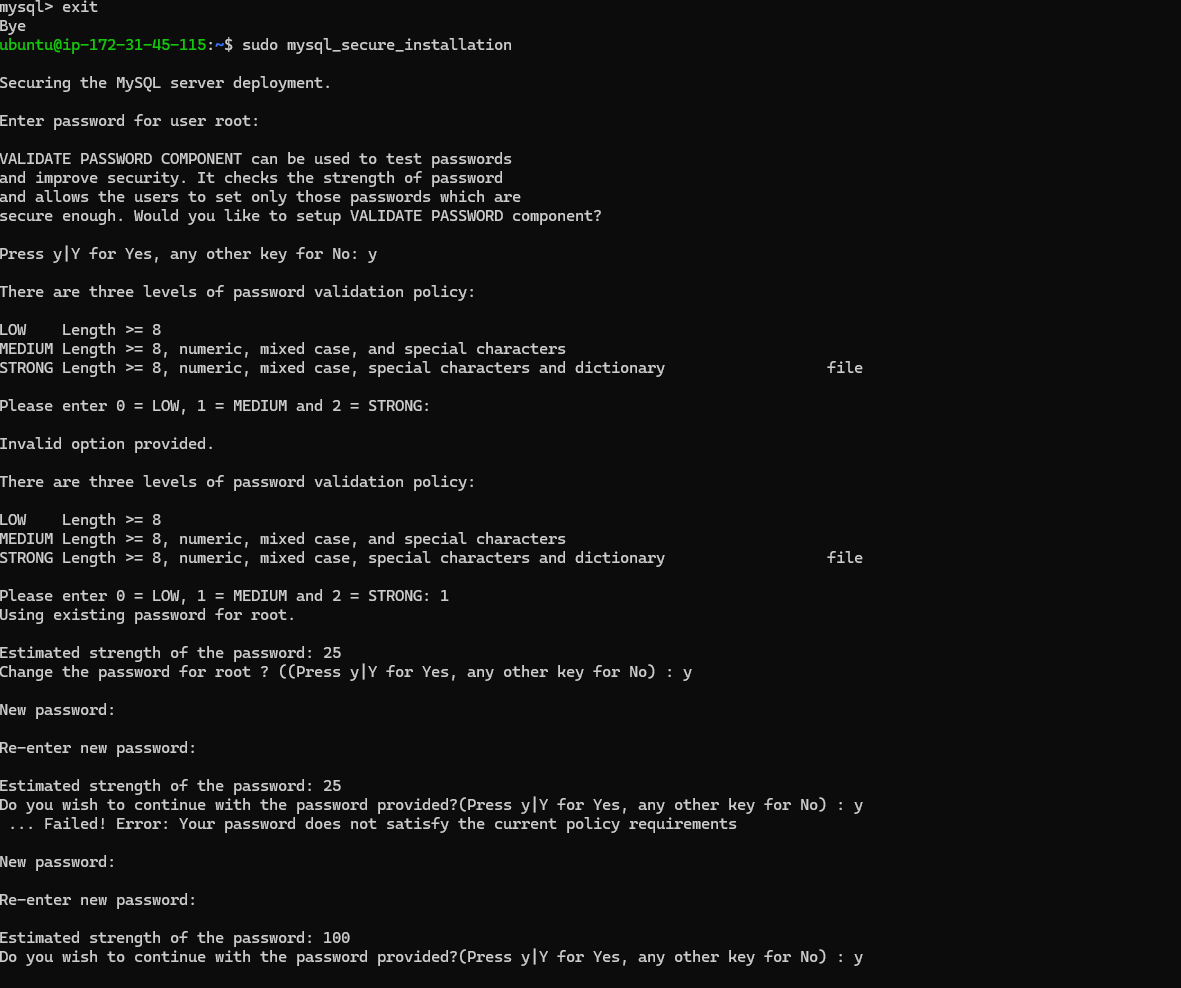 mysql> exit
Bye
ubuntu@ip-172-31-45-115:~$ sudo mysql_secure_installation
Securing the MySQL server deployment.
Enter password for user root:
VALIDATE PASSWORD COMPONENT can be used to test passwords
and improve security. It checks the strength of password
and allows the users to set only those passwords which are
secure enough. Would you like to setup VALIDATE PASSWORD component?
Press y|Y for Yes, any other key for No: y
There are three levels of password validation policy:
LOW    Length >= 8
MEDIUM Length >= 8, numeric, mixed case, and special characters
STRONG Length >= 8, numeric, mixed case, special characters and dictionary                  file
Please enter 0 = LOW, 1 = MEDIUM and 2 = STRONG:
Invalid option provided.
There are three levels of password validation policy:
LOW    Length >= 8
MEDIUM Length >= 8, numeric, mixed case, and special characters
STRONG Length >= 8, numeric, mixed case, special characters and dictionary                  file
Please enter 0 = LOW, 1 = MEDIUM and 2 = STRONG: 1
Using existing password for root.
Estimated strength of the password: 25
Change the password for root ? ((Press y|Y for Yes, any other key for No) : y
New password:
Re-enter new password:
Estimated strength of the password: 25
Do you wish to continue with the password provided?(Press y|Y for Yes, any other key for No) : y
 ... Failed! Error: Your password does not satisfy the current policy requirements
New password:
Re-enter new password:
Estimated strength of the password: 100
Do you wish to continue with the password provided?(Press y|Y for Yes, any other key for No) : y